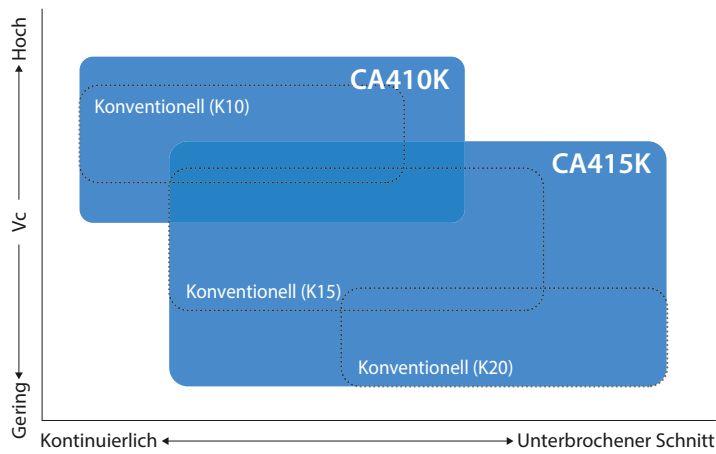 Hoch
Vc
Gering
CA410K
Konventionell (K10)
CA415K
Konventionell (K15)
Konventionell (K20)
Kontinuierlich
Unterbrochener Schnitt